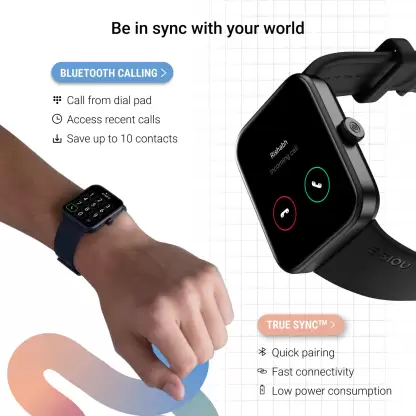 Be in sync with your world
BLUETOOTH CALLING >
Call from dial pad
Access recent calls
Save up to 10 contacts
Rishabh
Incoming call
TRUE SYNC™ >
Quick pairing
Fast connectivity
Low power consumption